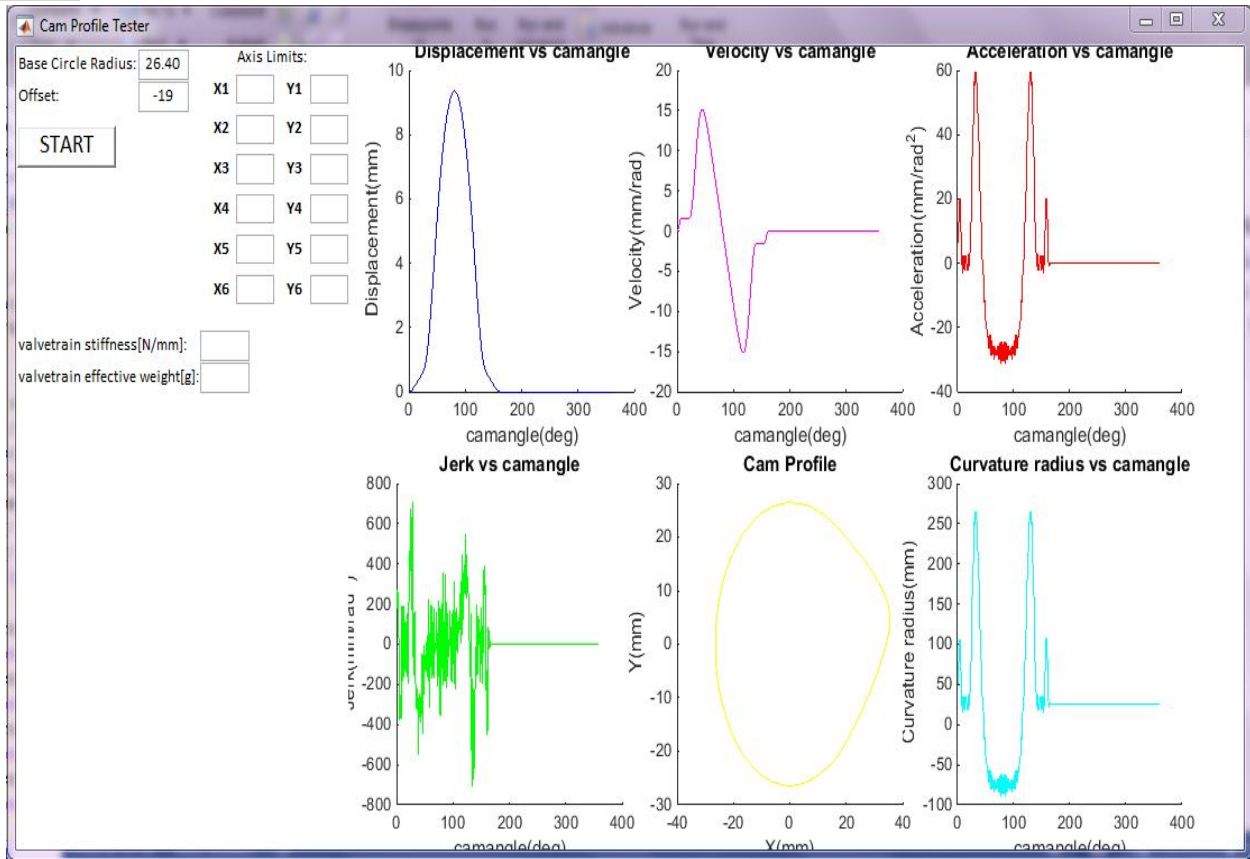 Cam Profile Tester
Base Circle Radius: 26.40
Offset: -19
START
Axis Limits:
X1 Y1
X2 Y2
X3 Y3
X4 Y4
X5 Y5
X6 Y6
valvetrain stiffness[N/mm]:
valvetrain effective weight[g]:
Displacement vs camangle
Displacement(mm)
10
8
6
4
2
0
0 100 200 300 400
camangle(deg)
Velocity vs camangle
Velocity(mm/rad)
20
15
10
5
0
-5
-10
-15
-20
0 100 200 300 400
camangle(deg)
Acceleration vs camangle
Acceleration(mm/rad²)
60
40
20
0
-20
-40
0 100 200 300 400
camangle(deg)
Jerk vs camangle
800
600
400
200
0
-200
-400
-600
-800
0 100 200 300 400
camangle(deg)
Cam Profile
Y(mm)
30
20
10
0
-10
-20
-30
-40 -20 0 20 40
X(mm)
Curvature radius vs camangle
Curvature radius(mm)
300
250
200
150
100
50
0
-50
-100
0 100 200 300 400
camangle(deg)